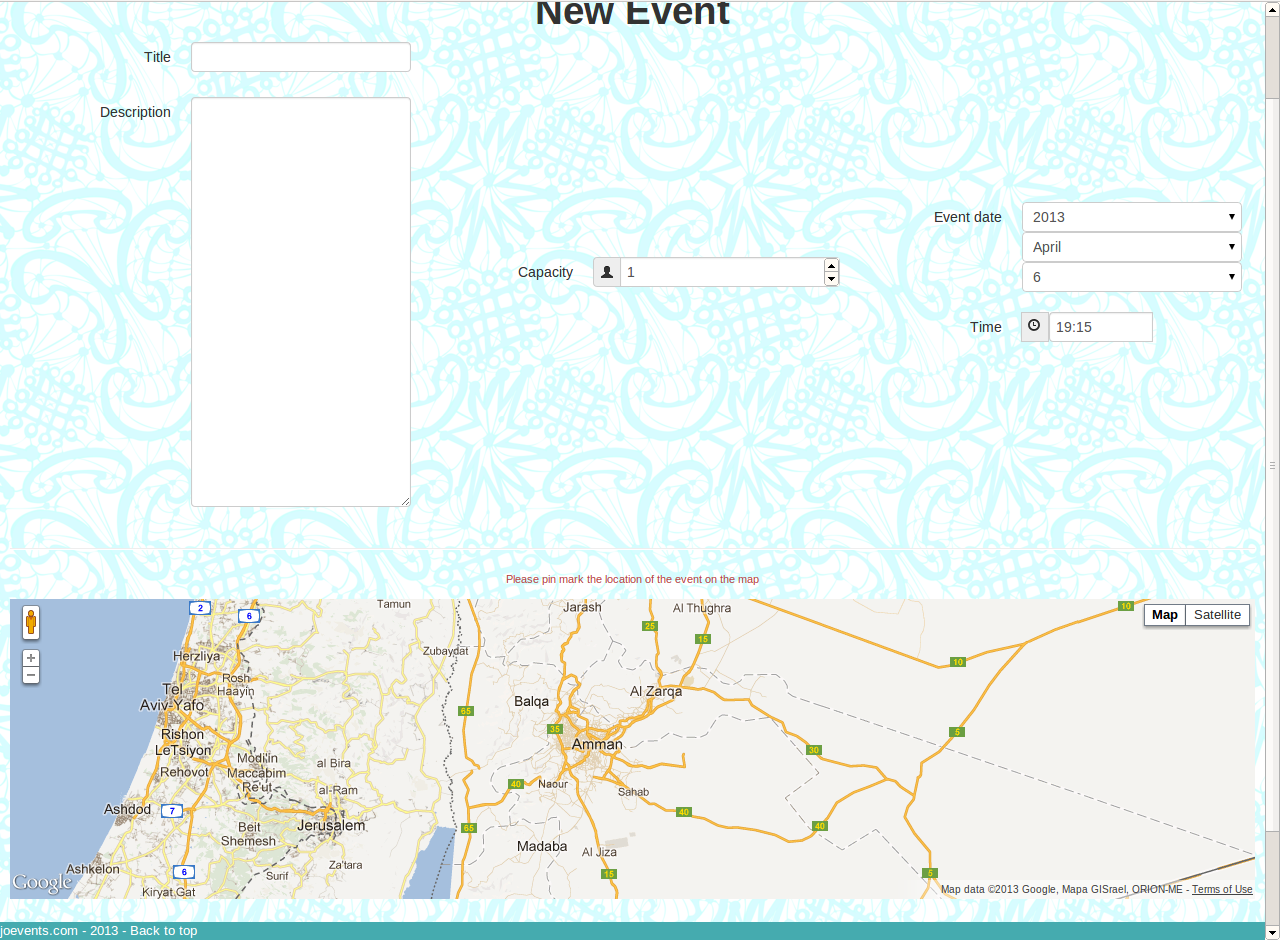 New Event
Title
Description
Event date 2013
April
6
Capacity 1
Time 19:15
Please pin mark the location of the event on the map
Map Satellite
+
−
2
6
Tamun
Jarash
Al Thughra
10
25
15
Herzliya
Zubaydat
10
Rosh
Haayin
Tel
Aviv-Yafo
Balqa
Al Zarqa
65
35
5
Rishon
LeTsiyon
Amman
30
Rehovot
Modi'in
Maccabim
Re'ut
al Bira
al-Ram
40
Naour
Sahab
Ashdod
7
40
40
Beit
Shemesh
Jerusalem
65
Madaba
Al Jiza
Ashkelon
6
Za'tara
Surif
15
5
Kiryat Gat
Google
Map data ©2013 Google, Mapa GISrael, ORION-ME - Terms of Use
joevents.com - 2013 - Back to top